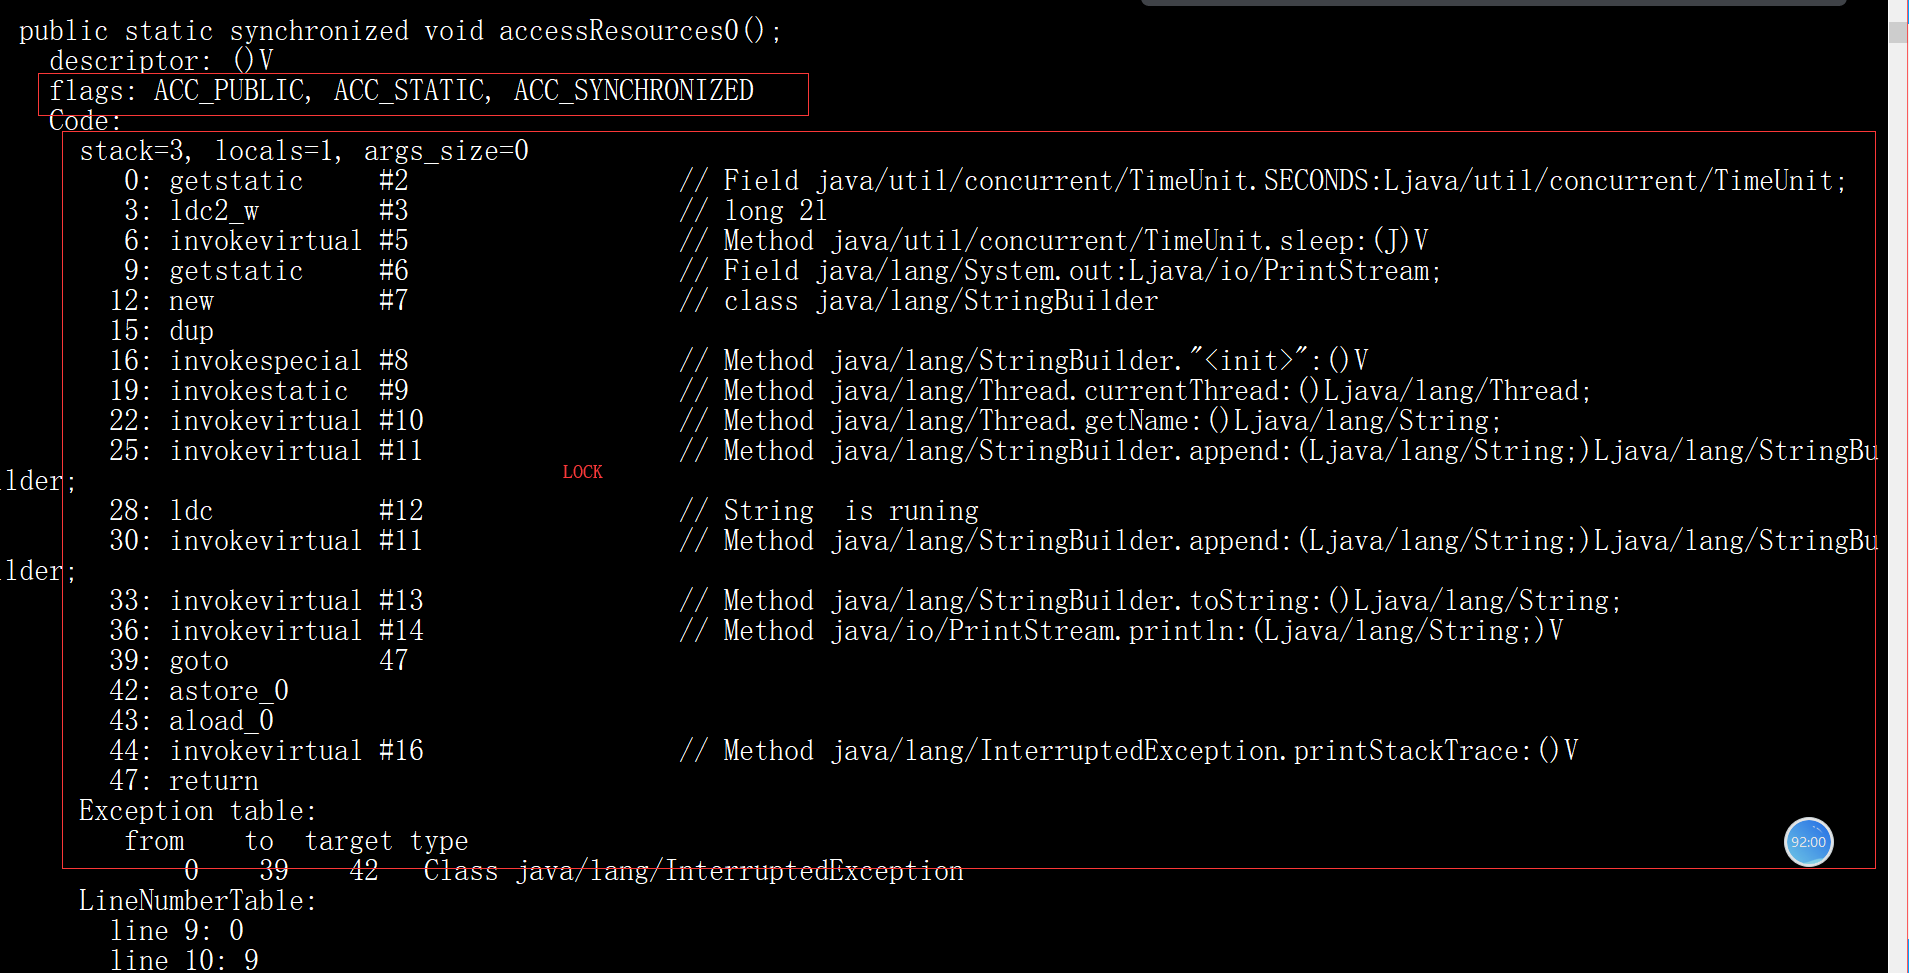 public static synchronized void accessResources0();
descriptor: ()V
flags: ACC_PUBLIC, ACC_STATIC, ACC_SYNCHRONIZED
Code:
stack=3, locals=1, args_size=0
0: getstatic #2 // Field java/util/concurrent/TimeUnit.SECONDS:Ljava/util/concurrent/TimeUnit;
3: ldc2_w #3 // long 2l
6: invokevirtual #5 // Method java/util/concurrent/TimeUnit.sleep:(J)V
9: getstatic #6 // Field java/lang/System.out:Ljava/io/PrintStream;
12: new #7 // class java/lang/StringBuilder
15: dup
16: invokespecial #8 // Method java/lang/StringBuilder."<init>":()V
19: invokestatic #9 // Method java/lang/Thread.currentThread:()Ljava/lang/Thread;
22: invokevirtual #10 // Method java/lang/Thread.getName:()Ljava/lang/String;
25: invokevirtual #11 // Method java/lang/StringBuilder.append:(Ljava/lang/String;)Ljava/lang/StringBu
LOCK
ilder;
28: ldc #12 // String  is runing
30: invokevirtual #11 // Method java/lang/StringBuilder.append:(Ljava/lang/String;)Ljava/lang/StringBu
ilder;
33: invokevirtual #13 // Method java/lang/StringBuilder.toString:()Ljava/lang/String;
36: invokevirtual #14 // Method java/io/PrintStream.println:(Ljava/lang/String;)V
39: goto 47
42: astore_0
43: aload_0
44: invokevirtual #16 // Method java/lang/InterruptedException.printStackTrace:()V
47: return
Exception table:
from to target type
0 39 42 Class java/lang/InterruptedException
LineNumberTable:
line 9: 0
line 10: 9
92:00